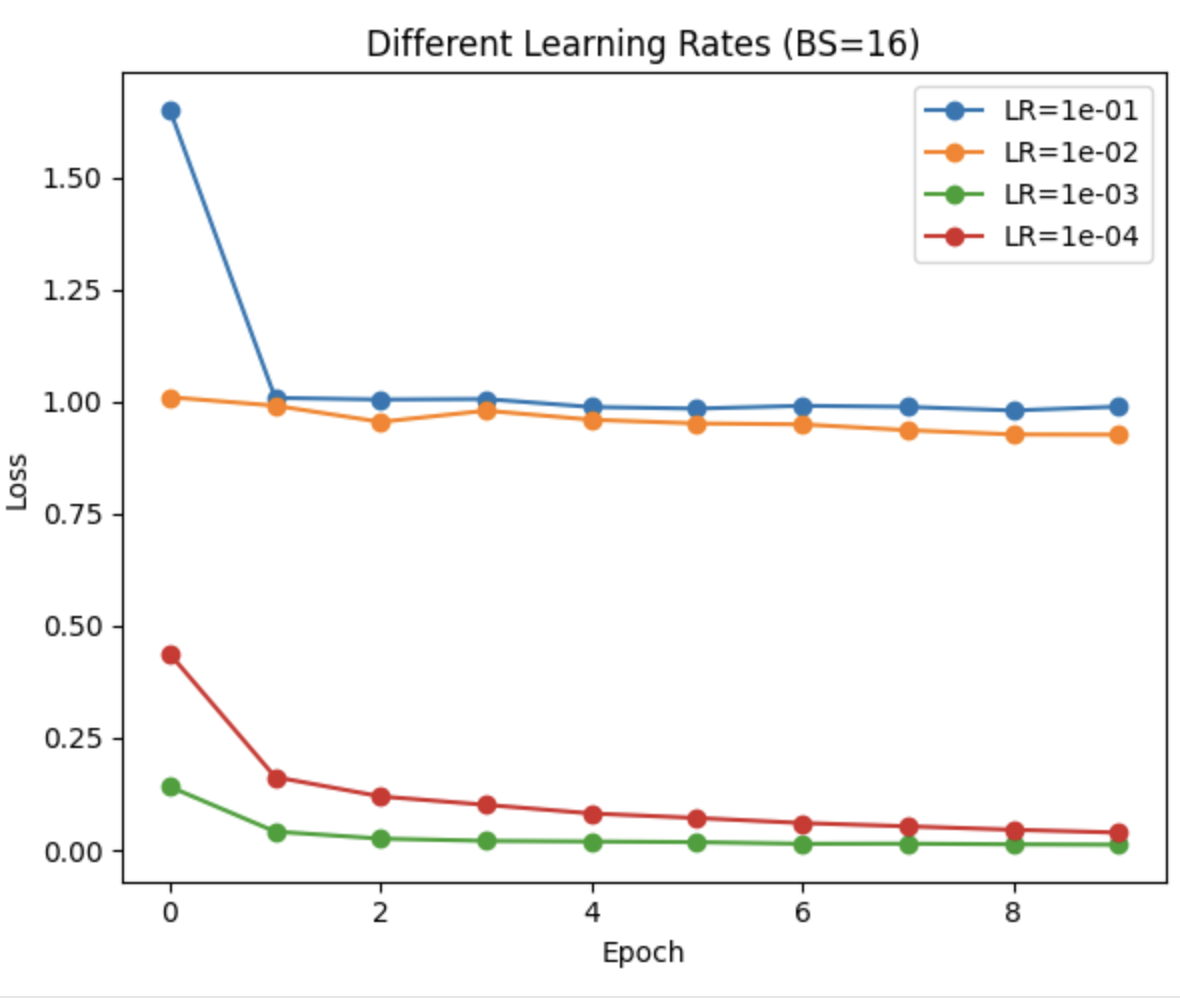 Different Learning Rates (BS=16)
LR=1e-01
LR=1e-02
LR=1e-03
LR=1e-04
1.50
1.25
1.00
0.75
0.50
0.25
0.00
Loss
0 2 4 6 8
Epoch